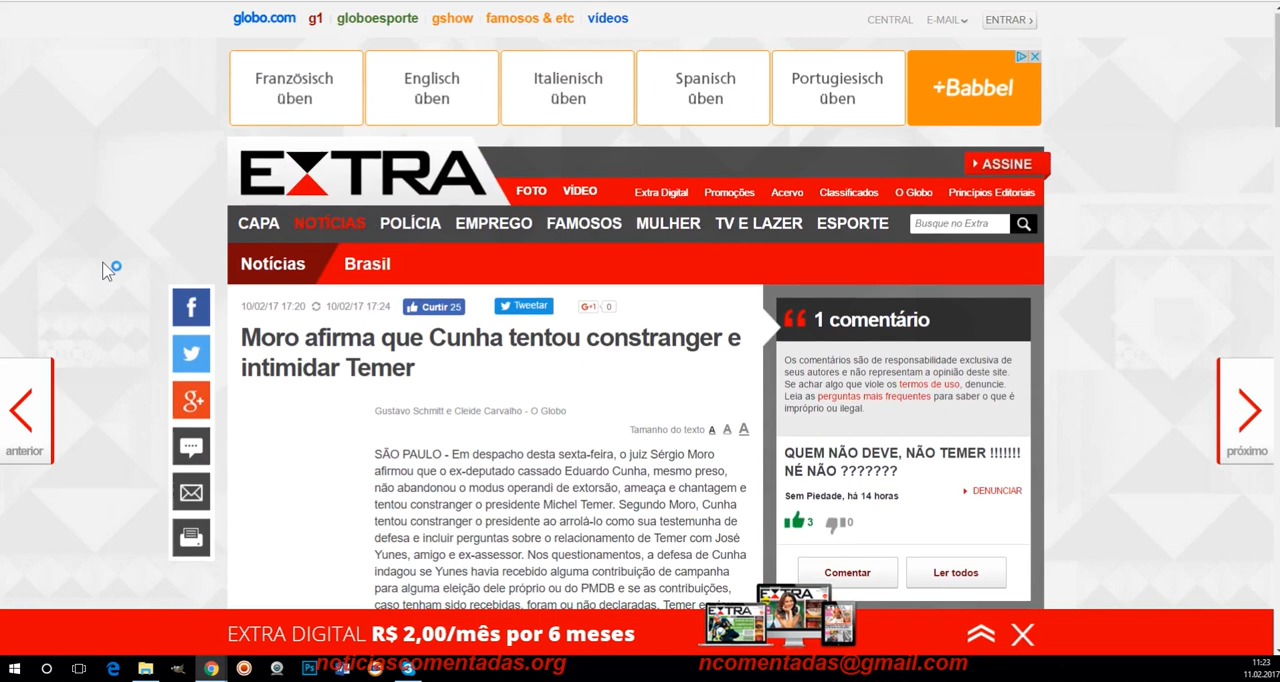 globo.com g1 globoesporte gshow famosos & etc vídeos
CENTRAL E-MAIL ENTRAR
Französisch üben
Englisch üben
Italienisch üben
Spanisch üben
Portugiesisch üben
+Babbel
EXTRA
ASSINE
FOTO VÍDEO Extra Digital Promoções Acervo Classificados O Globo Princípios Editoriais
CAPA NOTÍCIAS POLÍCIA EMPREGO FAMOSOS MULHER TV E LAZER ESPORTE Busque no Extra
Notícias Brasil
10/02/17 17:20 10/02/17 17:24 Curtir 25 Tweetar G+1 0
Moro afirma que Cunha tentou constranger e
intimidar Temer
Gustavo Schmitt e Cleide Carvalho - O Globo
Tamanho do texto A A A
SÃO PAULO - Em despacho desta sexta-feira, o juiz Sérgio Moro
afirmou que o ex-deputado cassado Eduardo Cunha, mesmo preso,
não abandonou o modus operandi de extorsão, ameaça e chantagem e
tentou constranger o presidente Michel Temer. Segundo Moro, Cunha
tentou constranger o presidente ao arrolá-lo como sua testemunha de
defesa e incluir perguntas sobre o relacionamento de Temer com José
Yunes, amigo e ex-assessor. Nos questionamentos, a defesa de Cunha
indagou se Yunes havia recebido alguma contribuição de campanha
para alguma eleição dele próprio ou do PMDB e se as contribuições,
caso tenham sido recebidas, foram ou não declaradas. Temer
1 comentário
Os comentários são de responsabilidade exclusiva de
seus autores e não representam a opinião deste site.
Se achar algo que viole os termos de uso, denuncie.
Leia as perguntas mais frequentes para saber o que é
impróprio ou ilegal.
QUEM NÃO DEVE, NÃO TEMER !!!!!!!
NÉ NÃO ???????
Sem Piedade, há 14 horas
DENUNCIAR
3 0
Comentar Ler todos
anterior
próximo
EXTRA DIGITAL R$ 2,00/mês por 6 meses
EXTRA
EXTRA
noticiascomentadas.org ncomentadas@gmail.com
11:23
11.02.2017